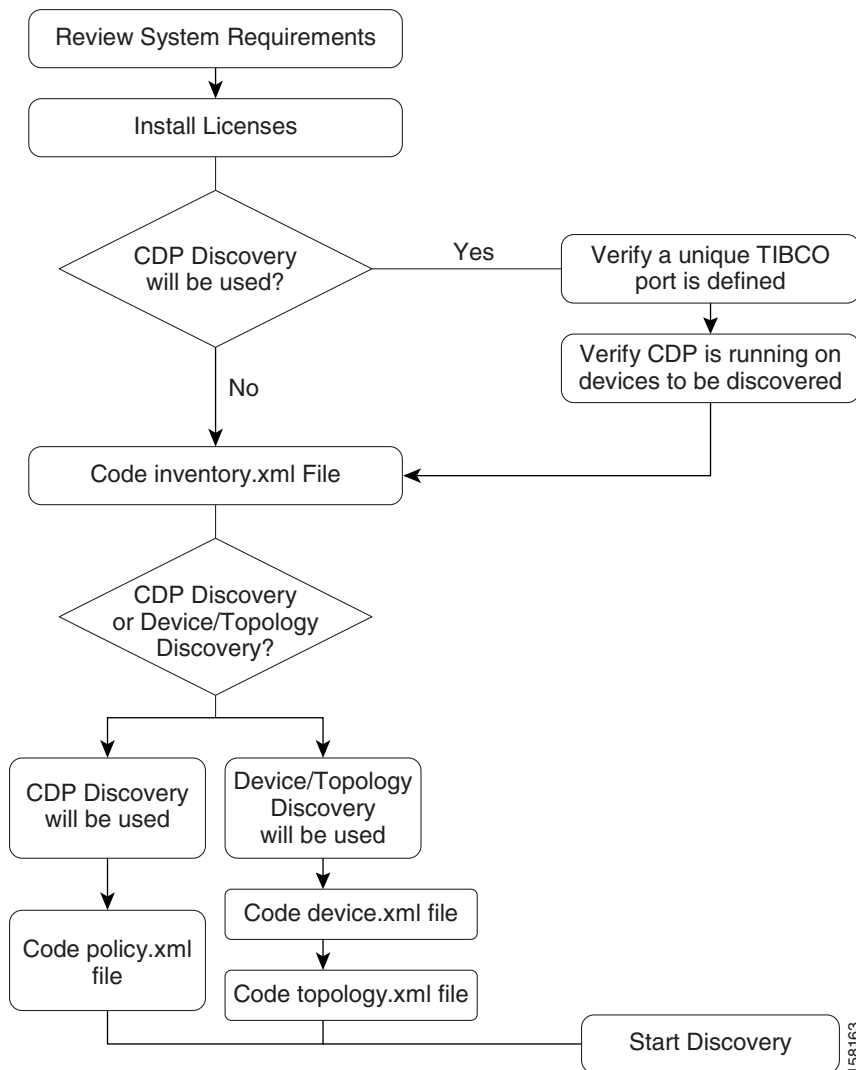 Review System Requirements
Install Licenses
CDP Discovery
will be used?
Yes
Verify a unique TIBCO
port is defined
Verify CDP is running on
devices to be discovered
No
Code inventory.xml File
CDP Discovery
or Device/Topology
Discovery?
CDP Discovery
will be used
Device/Topology
Discovery
will be used
Code policy.xml
file
Code device.xml file
Code topology.xml file
Start Discovery
158163